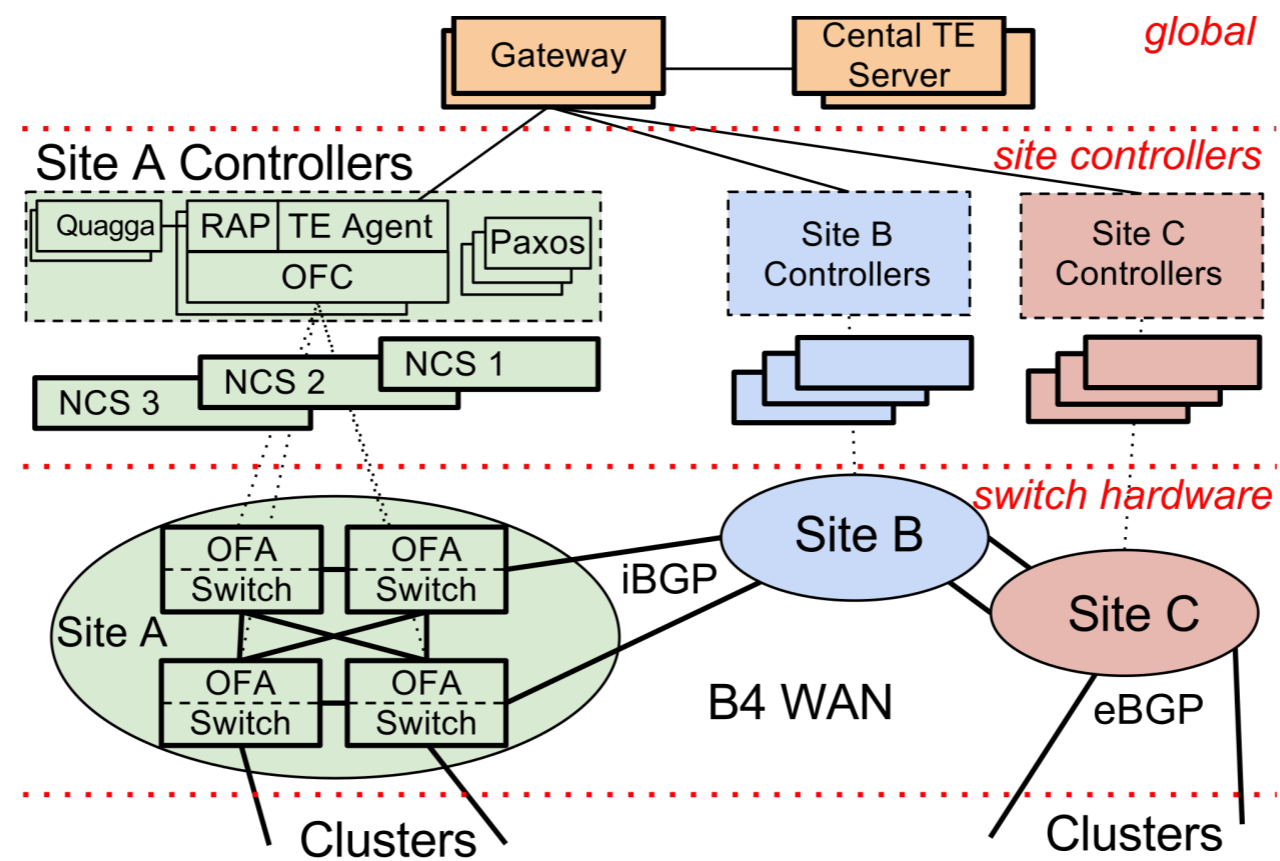 global
Gateway
Cental TE
Server
site controllers
Site A Controllers
Quagga
RAP
TE Agent
OFC
Paxos
Site B
Controllers
Site C
Controllers
NCS 1
NCS 2
NCS 3
switch hardware
OFA
Switch
OFA
Switch
Site A
OFA
Switch
OFA
Switch
iBGP
Site B
Site C
B4 WAN
eBGP
Clusters
Clusters